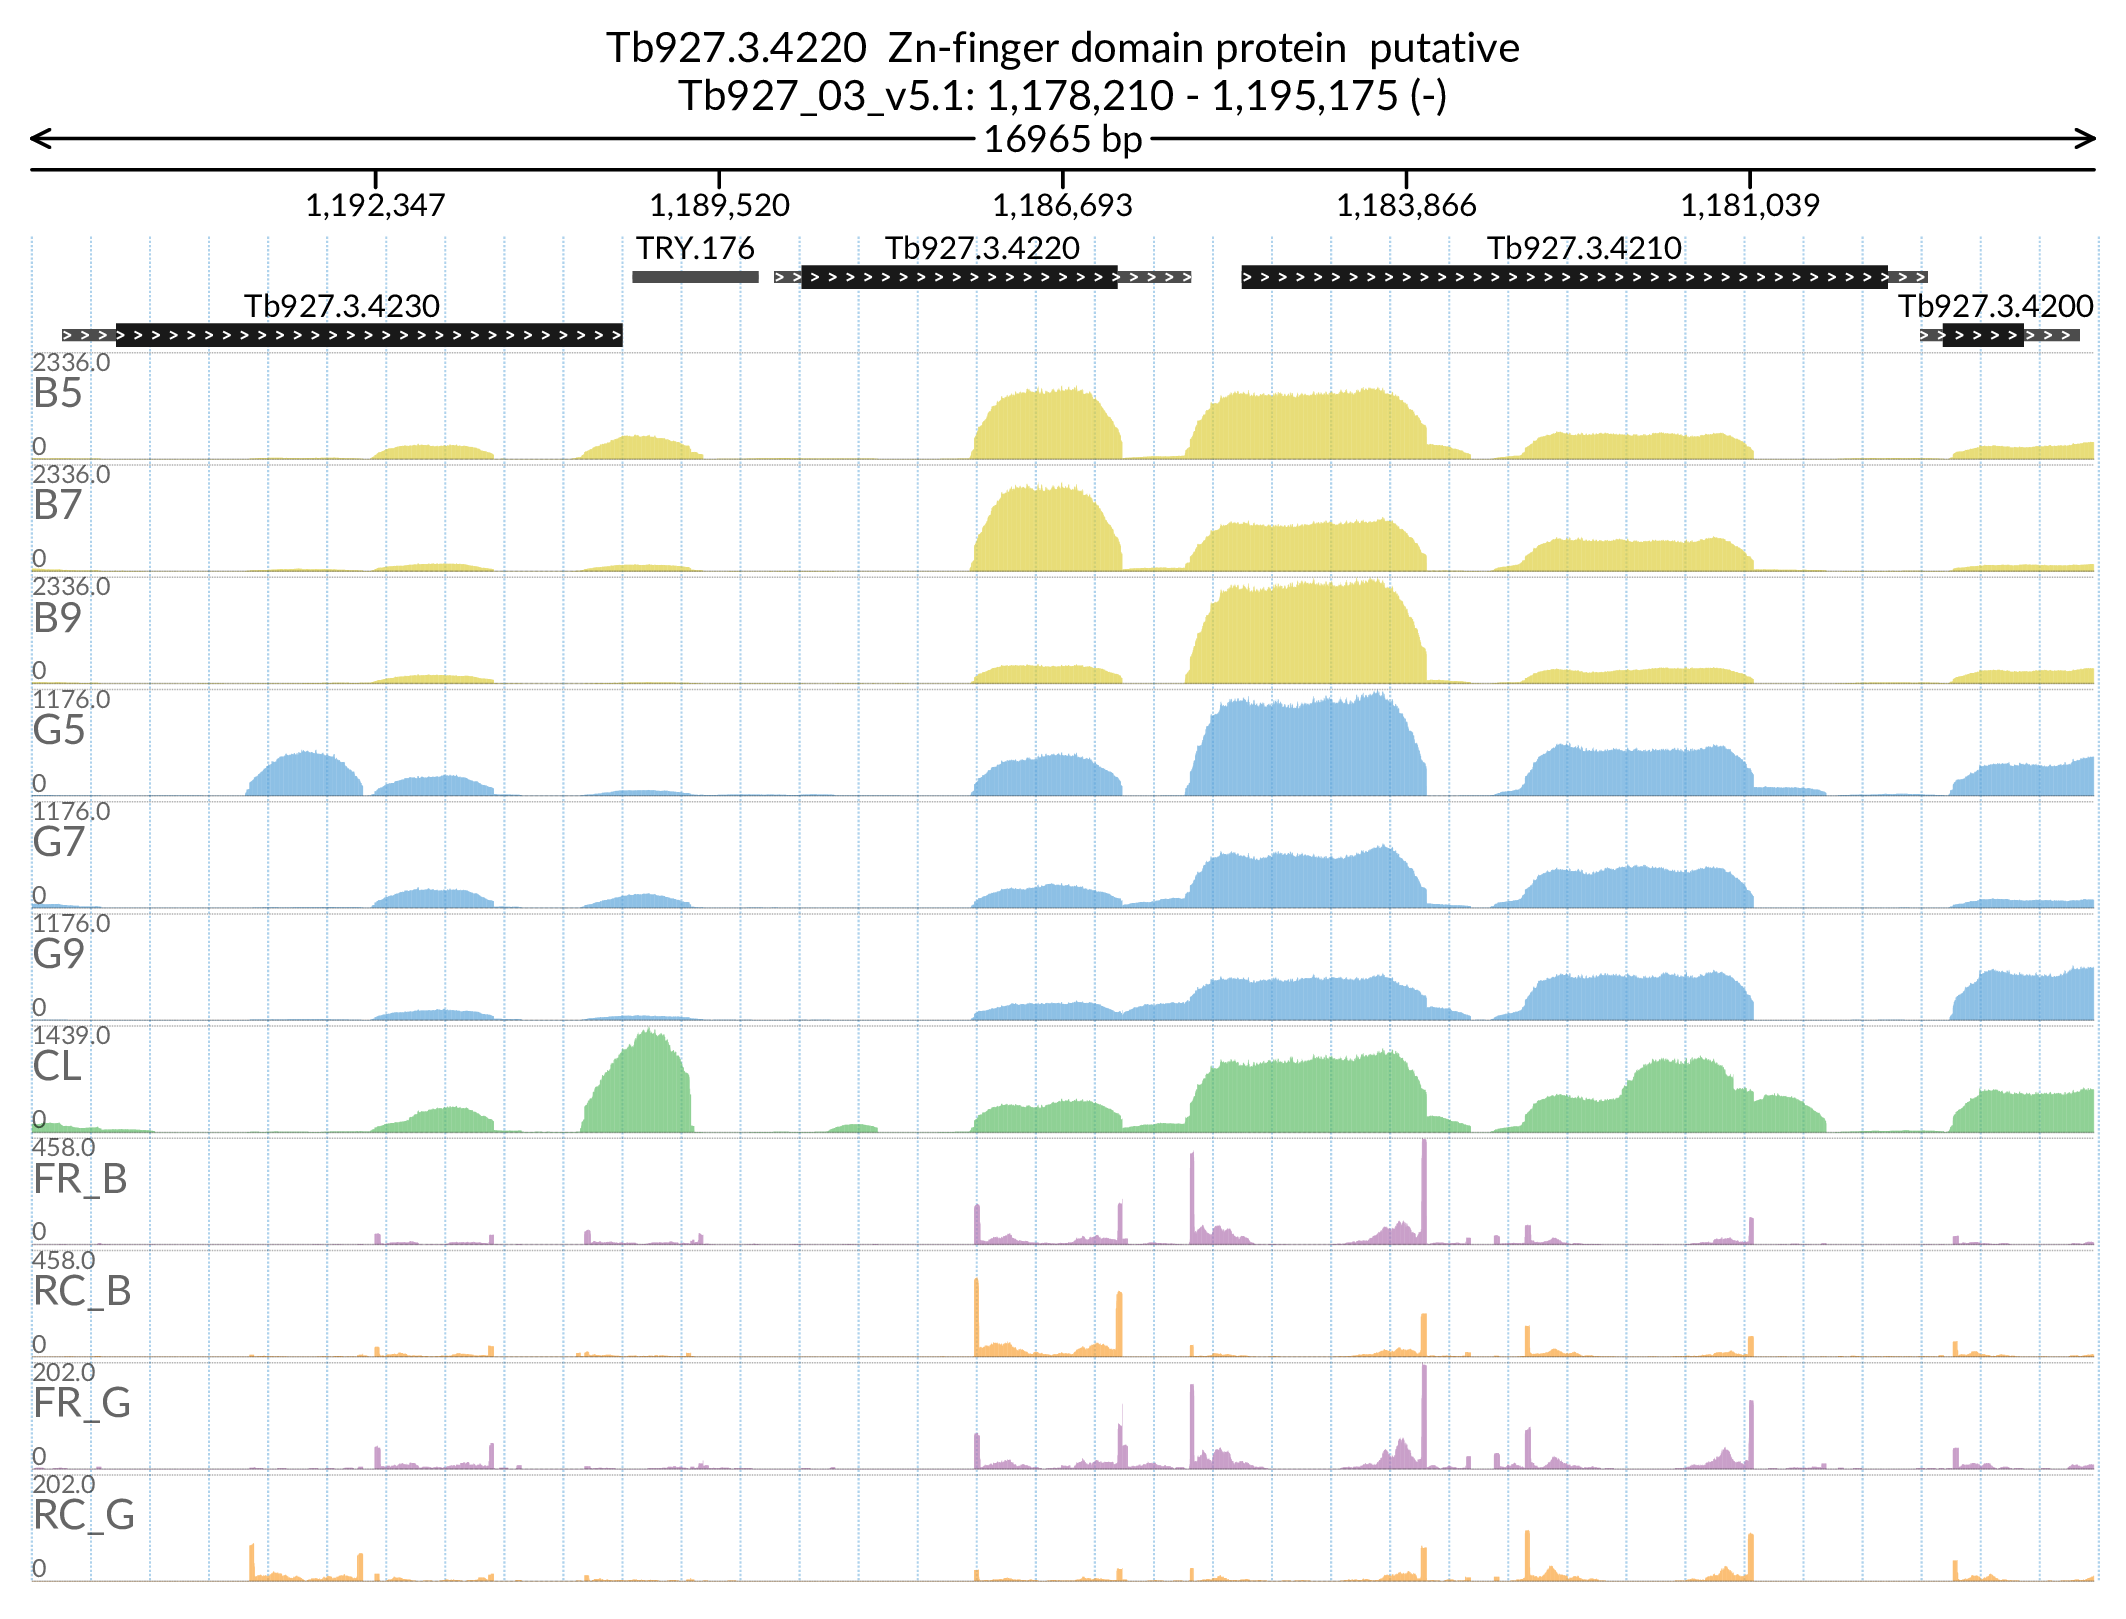 Tb927.3.4220  Zn-finger domain protein  putative
Tb927_03_v5.1: 1,178,210 - 1,195,175 (-)
16965 bp
1,192,347 1,189,520 1,186,693 1,183,866 1,181,039
TRY.176 Tb927.3.4220 Tb927.3.4210
Tb927.3.4230 Tb927.3.4200
2336.0
B5
0
2336.0
B7
0
2336.0
B9
0
1176.0
G5
0
1176.0
G7
0
1176.0
G9
0
1439.0
CL
0
458.0
FR_B
0
458.0
RC_B
0
202.0
FR_G
0
202.0
RC_G
0